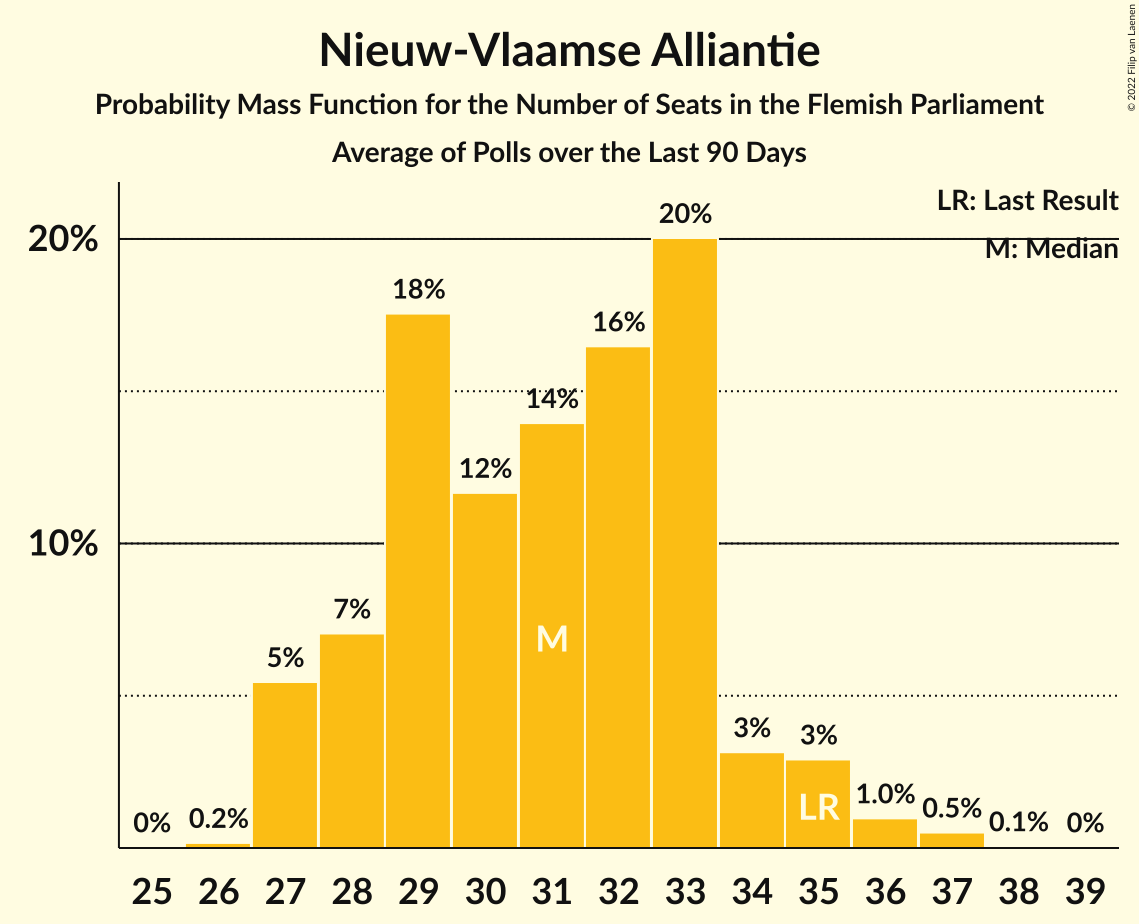 © 2022 Filip van Laenen
Nieuw-Vlaamse Alliantie
Probability Mass Function for the Number of Seats in the Flemish Parliament
Average of Polls over the Last 90 Days
LR: Last Result
M: Median
20%
10%
0%
0.2%
5%
7%
18%
12%
14%
16%
20%
3%
3%
1.0%
0.5%
0.1%
0%
M
LR
25 26 27 28 29 30 31 32 33 34 35 36 37 38 39